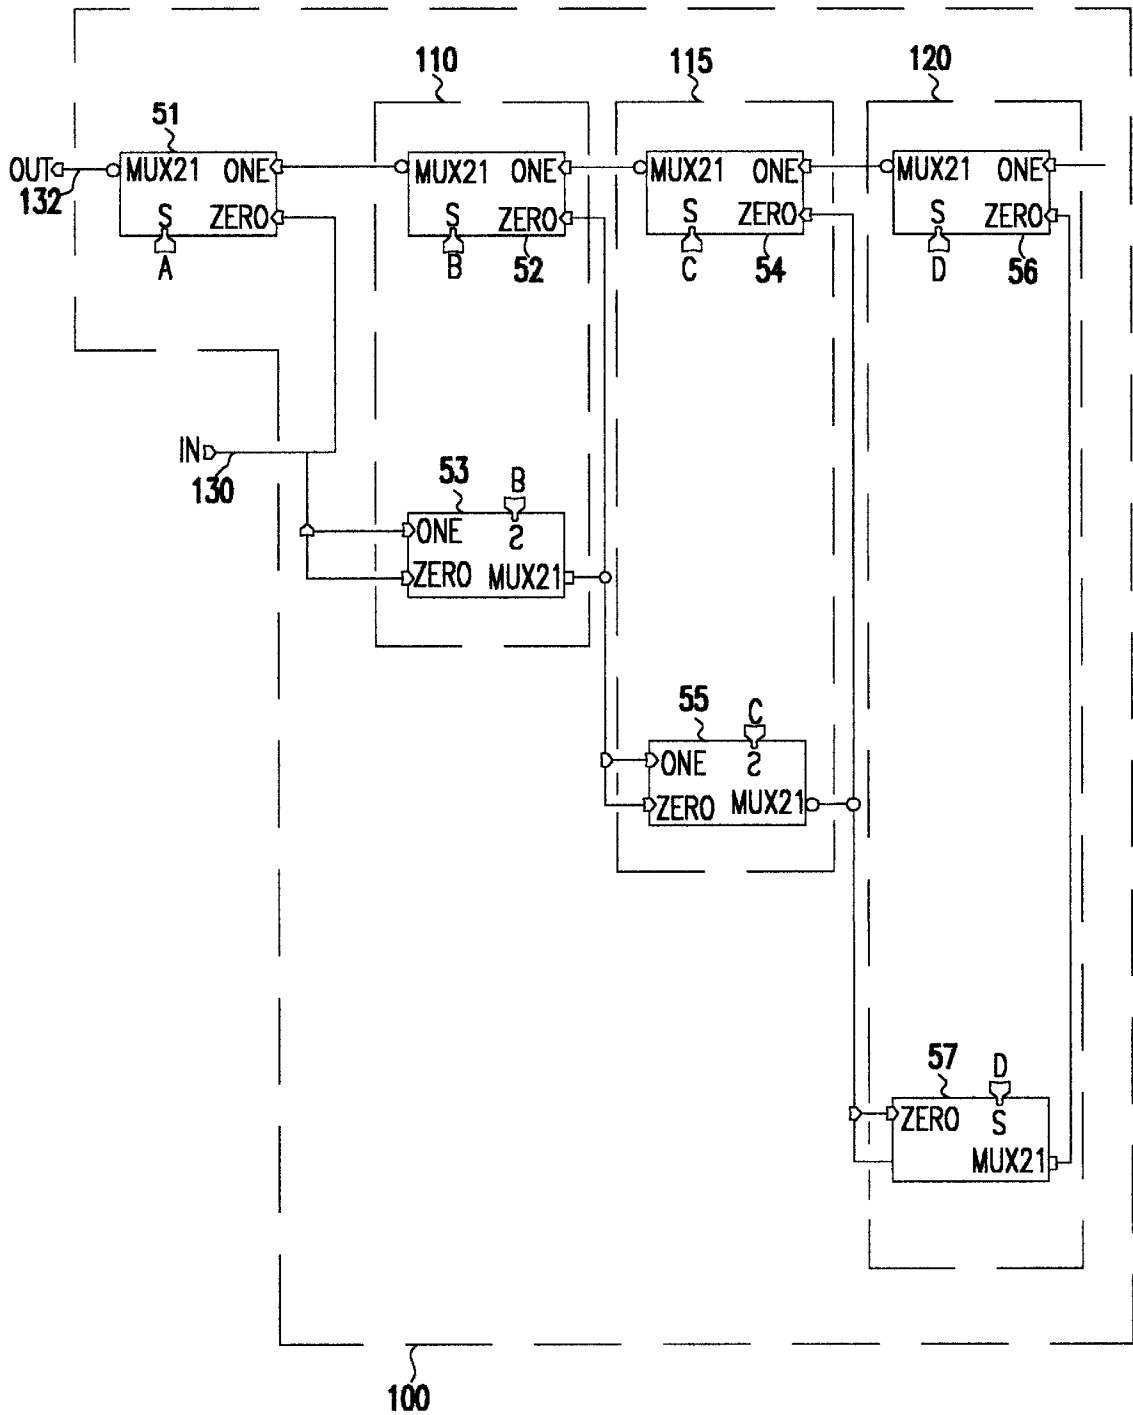 110
115
120
51
OUT
132
MUX21 ONE
S ZERO
A
MUX21 ONE
S ZERO
B
52
MUX21 ONE
S ZERO
C
54
MUX21 ONE
S ZERO
D
56
IN
130
53
B
ONE S
ZERO MUX21
55
C
ONE S
ZERO MUX21
57
D
ZERO S
MUX21
100